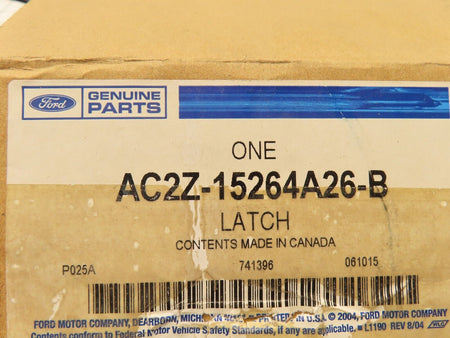 Ford
GENUINE
PARTS
ONE
AC2Z-15264A26-B
LATCH
CONTENTS MADE IN CANADA
P025A 741396 061015
FORD MOTOR COMPANY, DEARBORN, MICHIGAN U.S.A. © 2004, FORD MOTOR COMPANY
Contents conform to Federal Motor Vehicle Safety Standards, if any are applicable. ■ L1190 REV 8/04